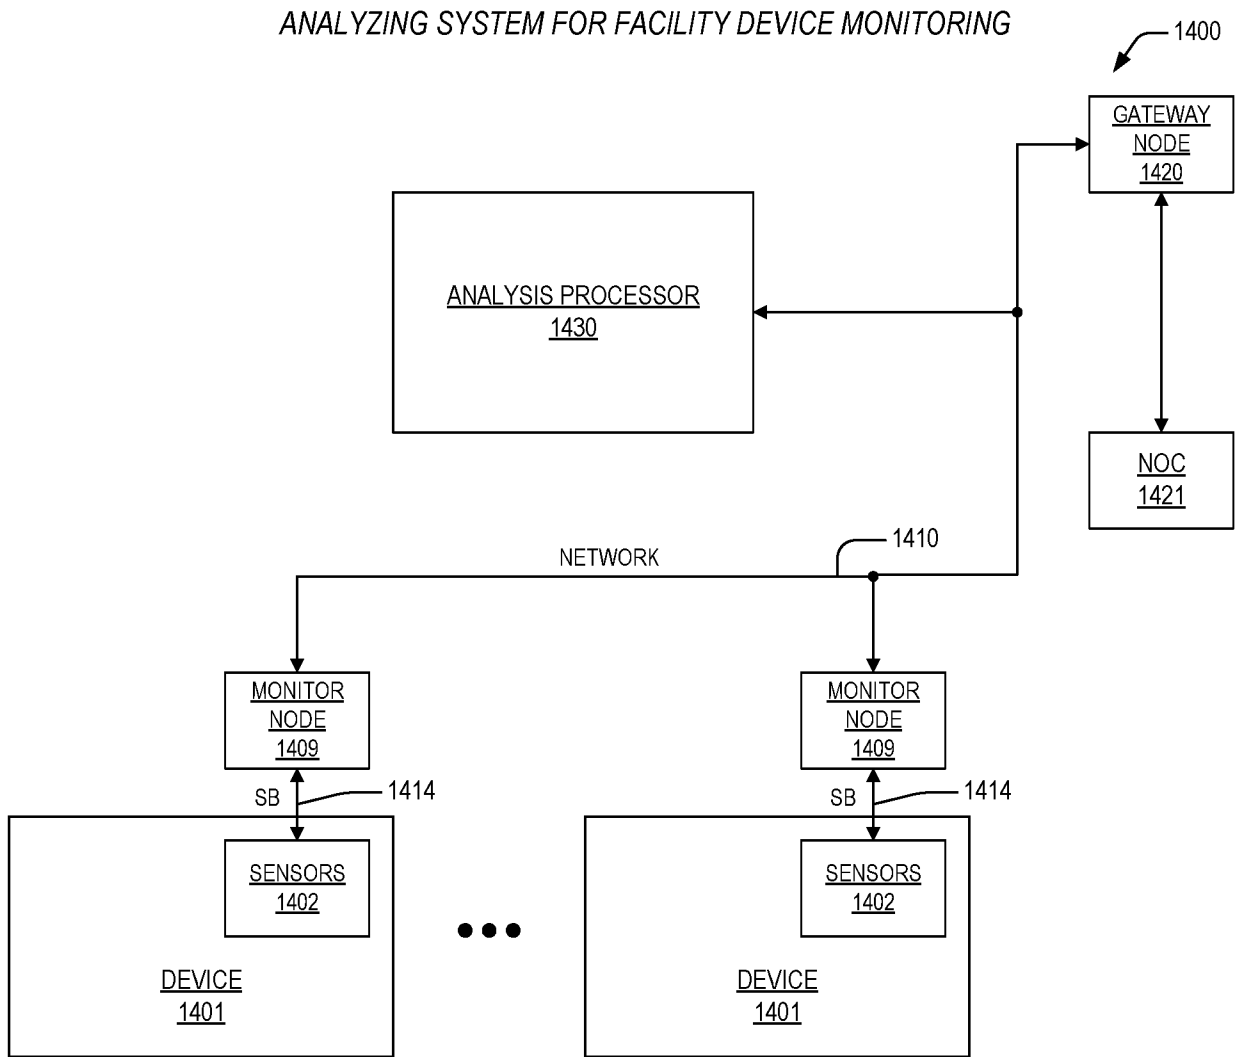 ANALYZING SYSTEM FOR FACILITY DEVICE MONITORING
1400
GATEWAY
NODE
1420
ANALYSIS PROCESSOR
1430
NOC
1421
1410
NETWORK
MONITOR
NODE
1409
MONITOR
NODE
1409
SB
1414
SB
1414
SENSORS
1402
SENSORS
1402
DEVICE
1401
DEVICE
1401